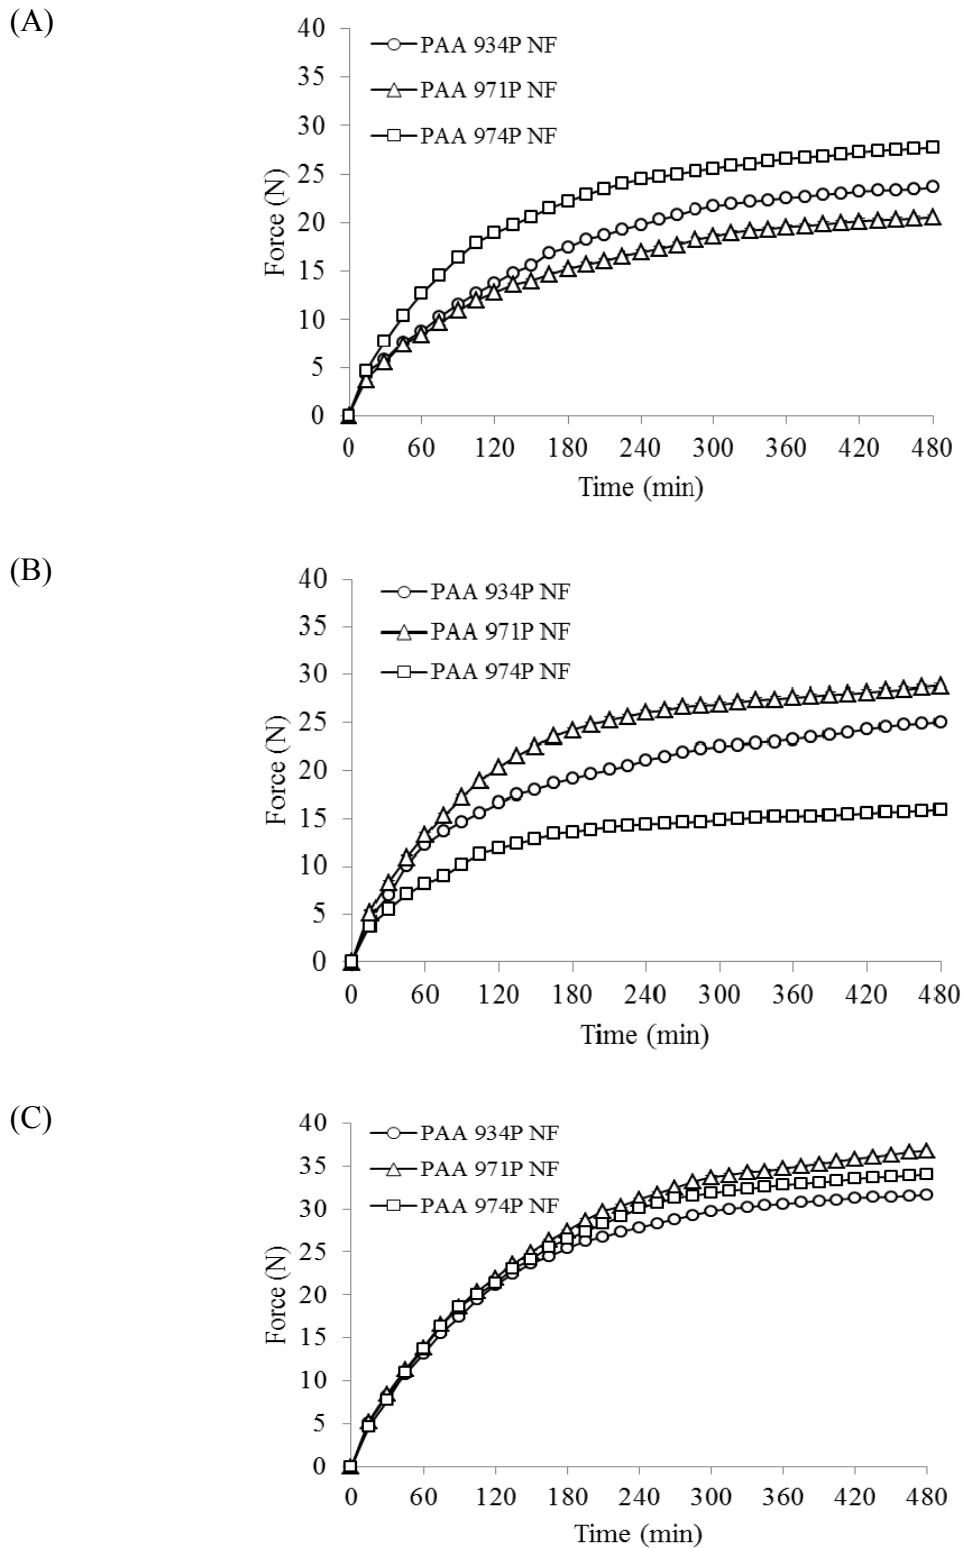 (A)
40
35
30
25
20
15
10
5
0
Force (N)
PAA 934P NF
PAA 971P NF
PAA 974P NF
0 60 120 180 240 300 360 420 480
Time (min)
(B)
40
35
30
25
20
15
10
5
0
Force (N)
PAA 934P NF
PAA 971P NF
PAA 974P NF
0 60 120 180 240 300 360 420 480
Time (min)
(C)
40
35
30
25
20
15
10
5
0
Force (N)
PAA 934P NF
PAA 971P NF
PAA 974P NF
0 60 120 180 240 300 360 420 480
Time (min)